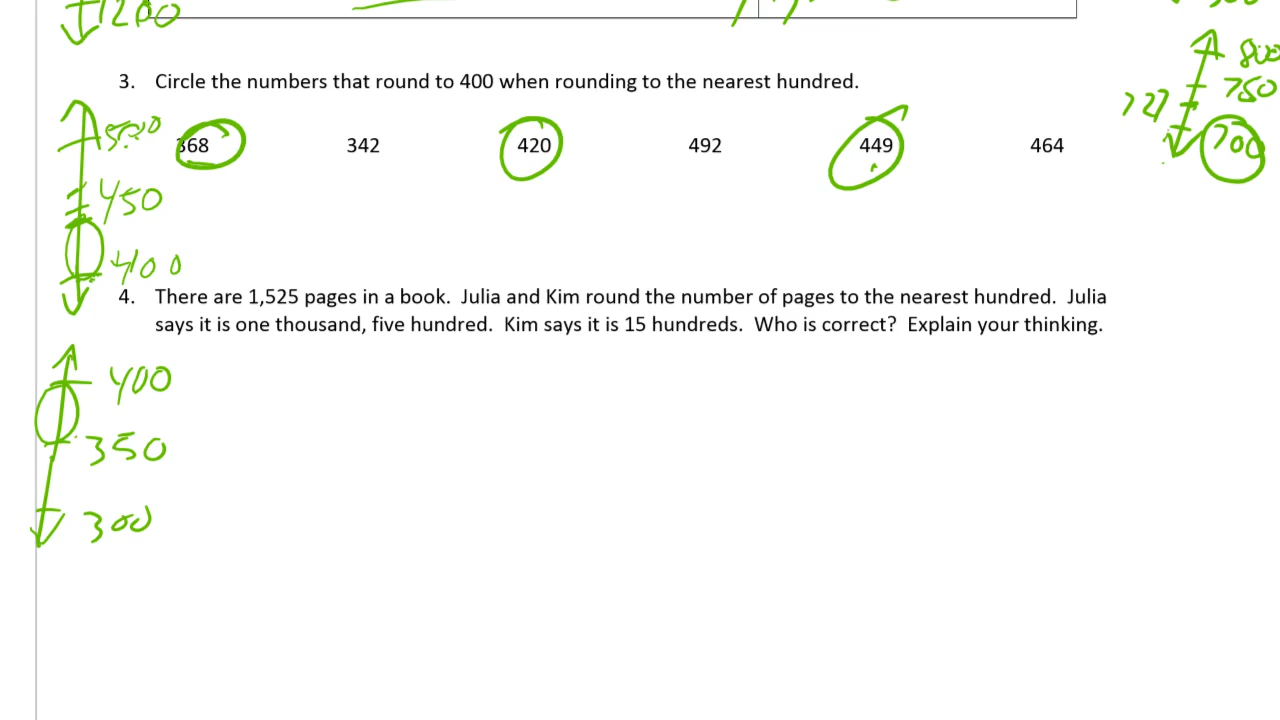 1200
3. Circle the numbers that round to 400 when rounding to the nearest hundred.
368 342 420 492 449 464
500
450
400
800
750
727
700
4. There are 1,525 pages in a book. Julia and Kim round the number of pages to the nearest hundred. Julia
says it is one thousand, five hundred. Kim says it is 15 hundreds. Who is correct? Explain your thinking.
400
350
300